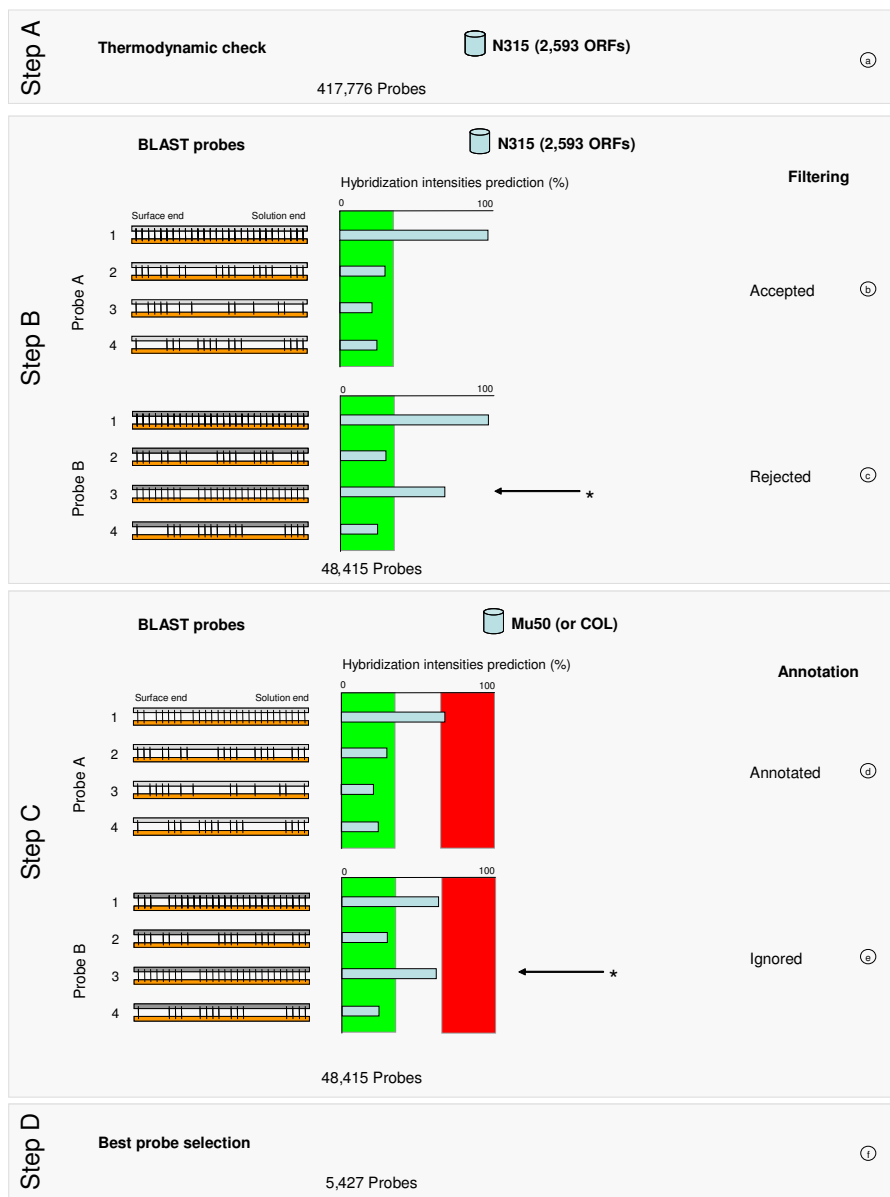 Step A
Thermodynamic check
N315 (2,593 ORFs)
a
417,776 Probes
Step B
BLAST probes
N315 (2,593 ORFs)
Hybridization intensities prediction (%)
Filtering
Surface end
Solution end
0
100
Probe A
1
2
3
4
Accepted
b
0
100
Probe B
1
2
3
4
*
Rejected
c
48,415 Probes
Step C
BLAST probes
Mu50 (or COL)
Hybridization intensities prediction (%)
Annotation
Surface end
Solution end
0
100
Probe A
1
2
3
4
Annotated
d
0
100
Probe B
1
2
3
4
*
Ignored
e
48,415 Probes
Step D
Best probe selection
f
5,427 Probes